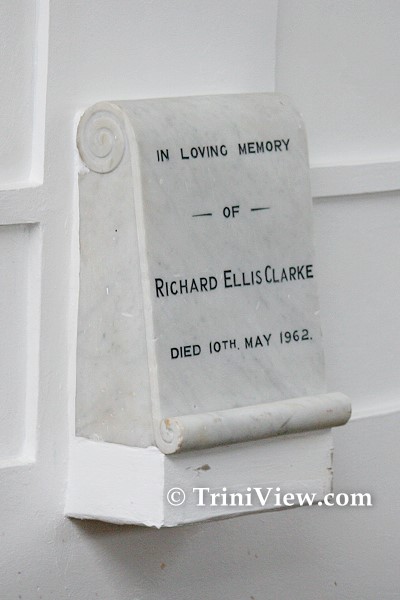 IN LOVING MEMORY
— OF —
RICHARD ELLIS CLARKE
DIED 10TH. MAY 1962.
© TriniView.com